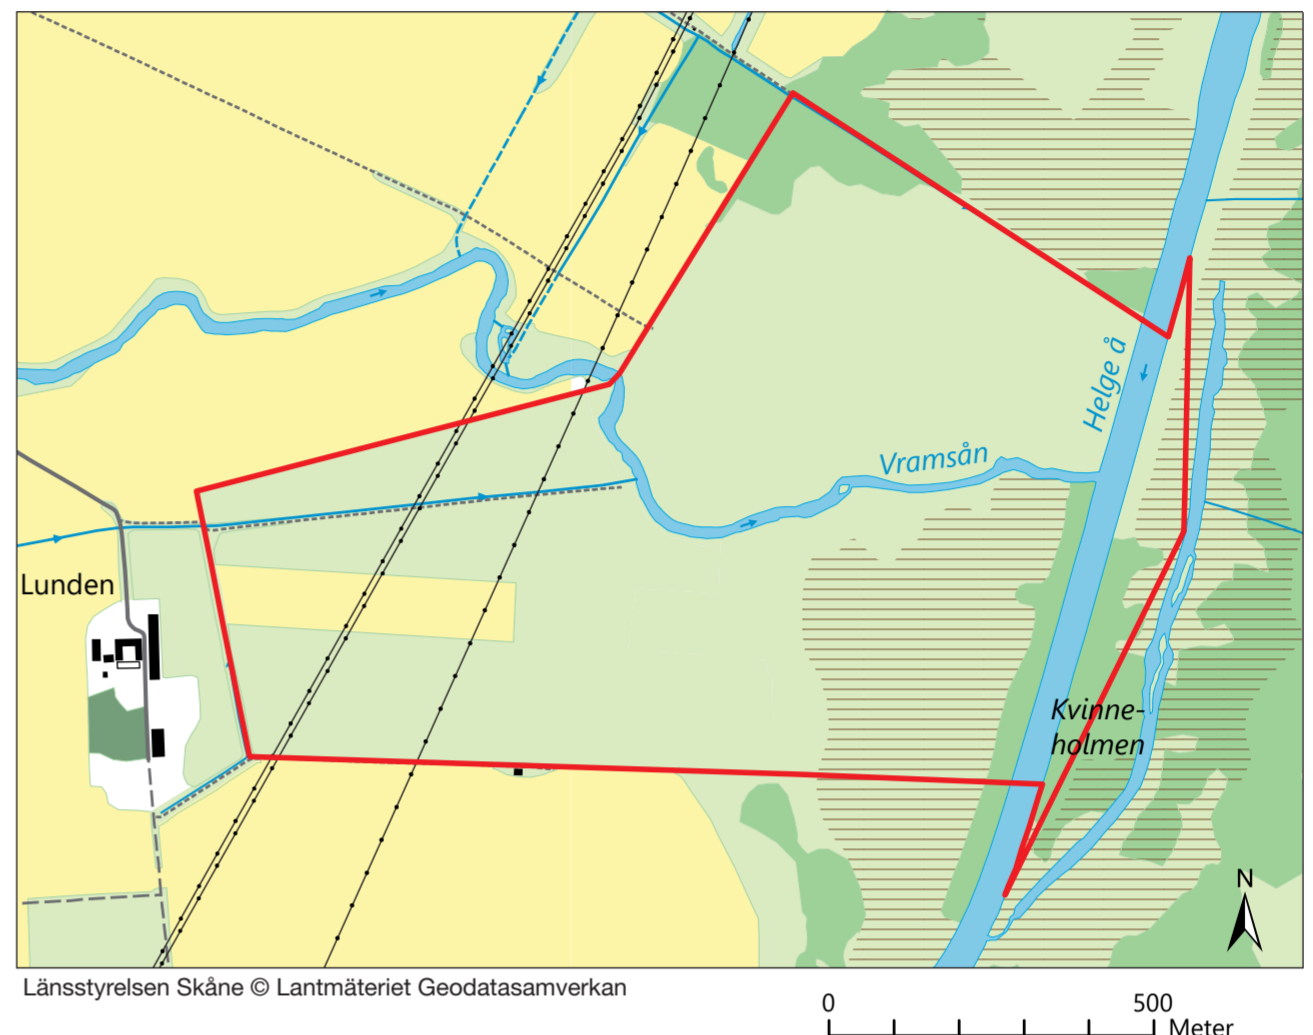 Helge å
Vramsån
Lunden
Kvinne-
holmen
N
Länsstyrelsen Skåne © Lantmäteriet Geodatasamverkan
0 500
Meter